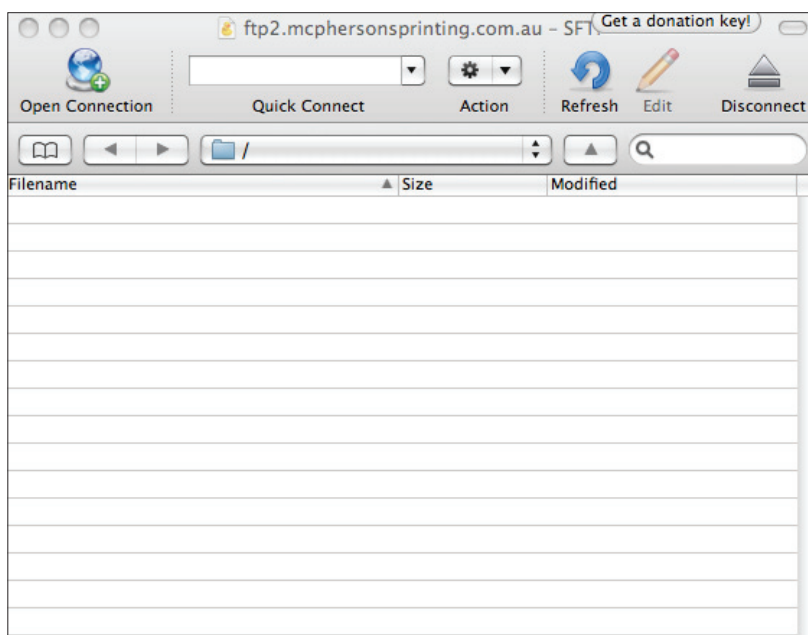 ftp2.mcphersonsprinting.com.au – SFT
Get a donation key!
Open Connection Quick Connect Action Refresh Edit Disconnect
/
Filename Size Modified